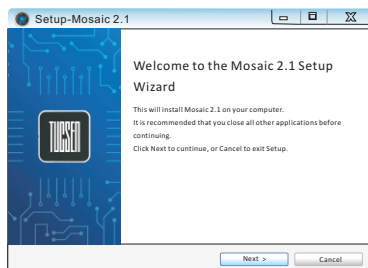 Setup-Mosaic 2.1
Welcome to the Mosaic 2.1 Setup
Wizard
This will install Mosaic 2.1 on your computer.
It is recommended that you close all other applications before
continuing.
Click Next to cuntinue, or Cancel to exit Setup.
TUCSEN
Next >
Cancel